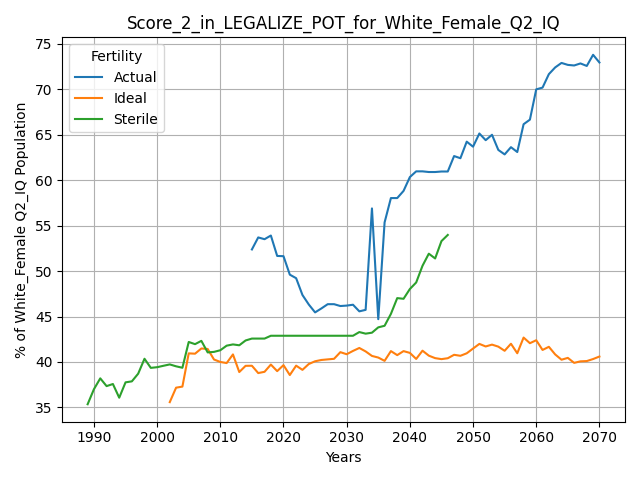 Score_2_in_LEGALIZE_POT_for_White_Female_Q2_IQ
% of White_Female Q2_IQ Population
75
70
65
60
55
50
45
40
35
Fertility
Actual
Ideal
Sterile
1990 2000 2010 2020 2030 2040 2050 2060 2070
Years